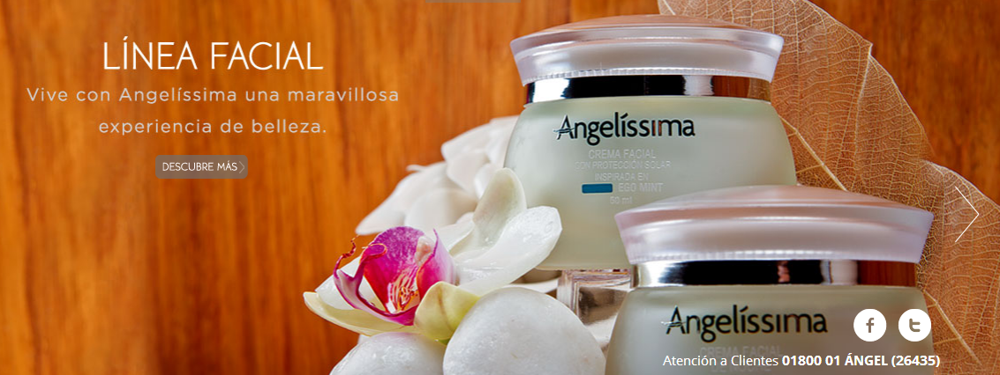 LÍNEA FACIAL
Vive con Angelíssima una maravillosa
experiencia de belleza.
DESCUBRE MÁS
Angelíssima
CREMA FACIAL
CON PROTECCIÓN SOLAR
INSPIRADA EN
EGO MINT
50 ml
Angelíssima
CREMA FACIAL
Atención a Clientes 01800 01 ÁNGEL (26435)